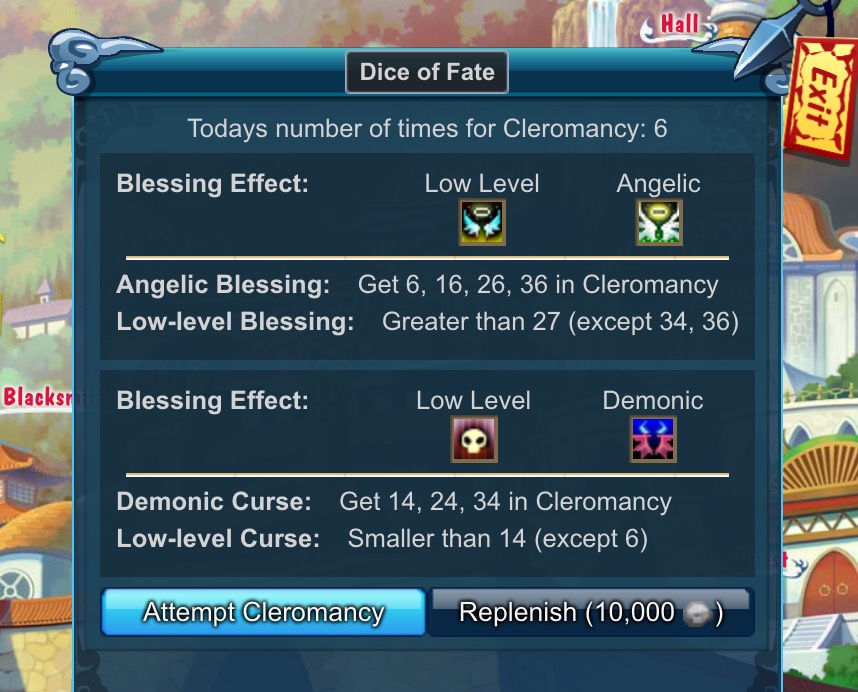 Hall
Dice of Fate
Exit
Todays number of times for Cleromancy: 6
Blessing Effect: Low Level Angelic
Angelic Blessing: Get 6, 16, 26, 36 in Cleromancy
Low-level Blessing: Greater than 27 (except 34, 36)
Blacksm
Blessing Effect: Low Level Demonic
Demonic Curse: Get 14, 24, 34 in Cleromancy
Low-level Curse: Smaller than 14 (except 6)
Attempt Cleromancy Replenish (10,000 )